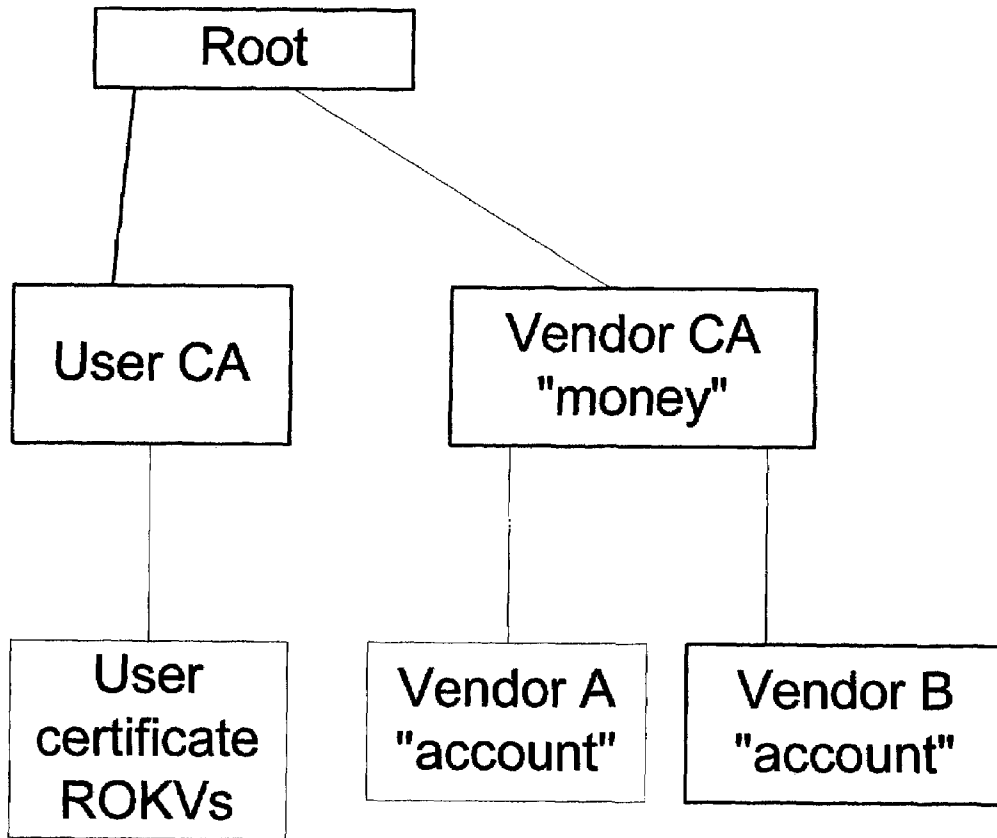 Root
User CA
Vendor CA
"money"
User
certificate
ROKVs
Vendor A
"account"
Vendor B
"account"